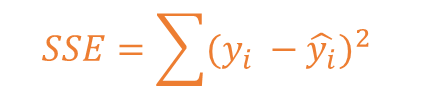 SSE = ∑(yᵢ − ŷᵢ)²